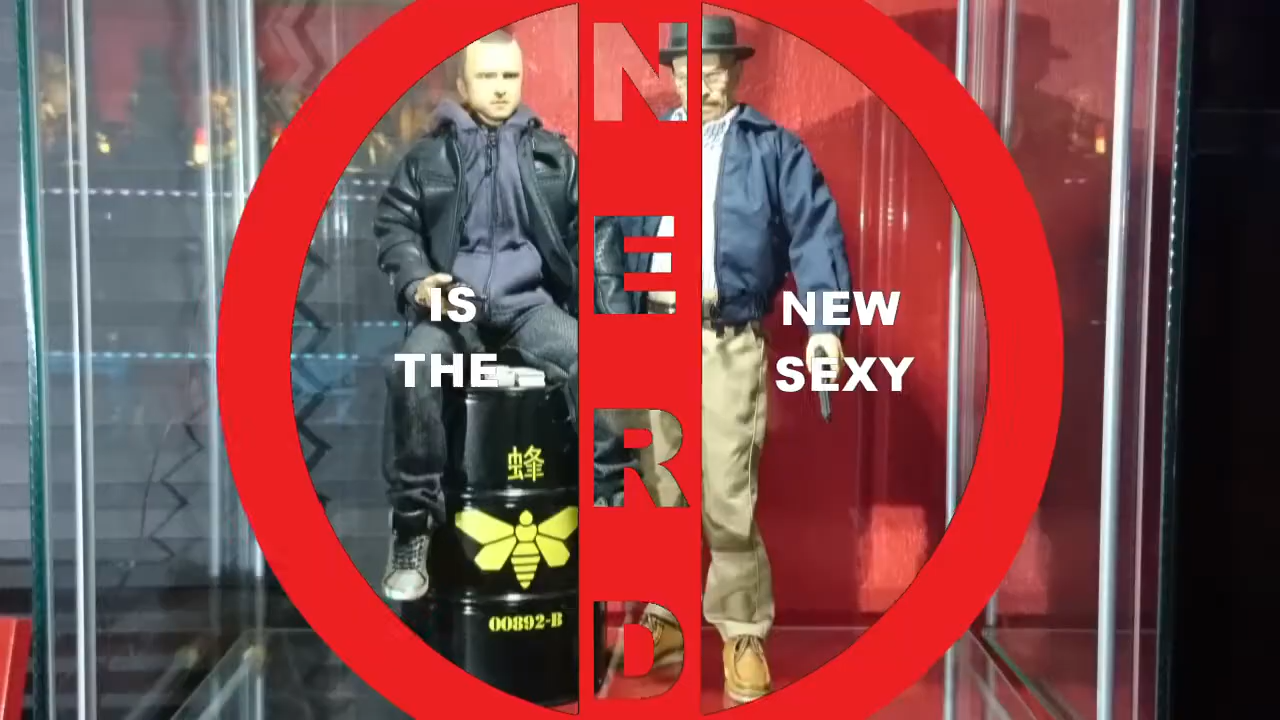 NERD
IS
THE
NEW
SEXY
蜂
00892-B